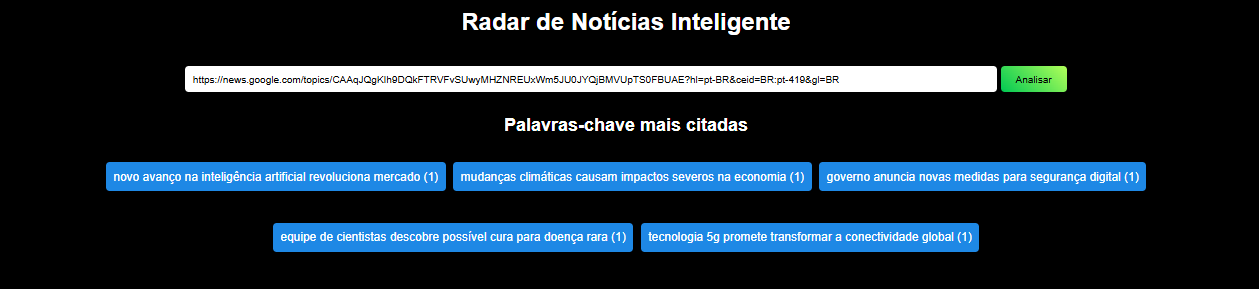 Radar de Notícias Inteligente
https://news.google.com/topics/CAAqJQgKIh9DQkFTRVFvSUwyMHZNREUxWm5JU0JYQjBMVUpTS0FBUAE?hl=pt-BR&ceid=BR:pt-419&gl=BR Analisar
Palavras-chave mais citadas
novo avanço na inteligência artificial revoluciona mercado (1) mudanças climáticas causam impactos severos na economia (1) governo anuncia novas medidas para segurança digital (1)
equipe de cientistas descobre possível cura para doença rara (1) tecnologia 5g promete transformar a conectividade global (1)